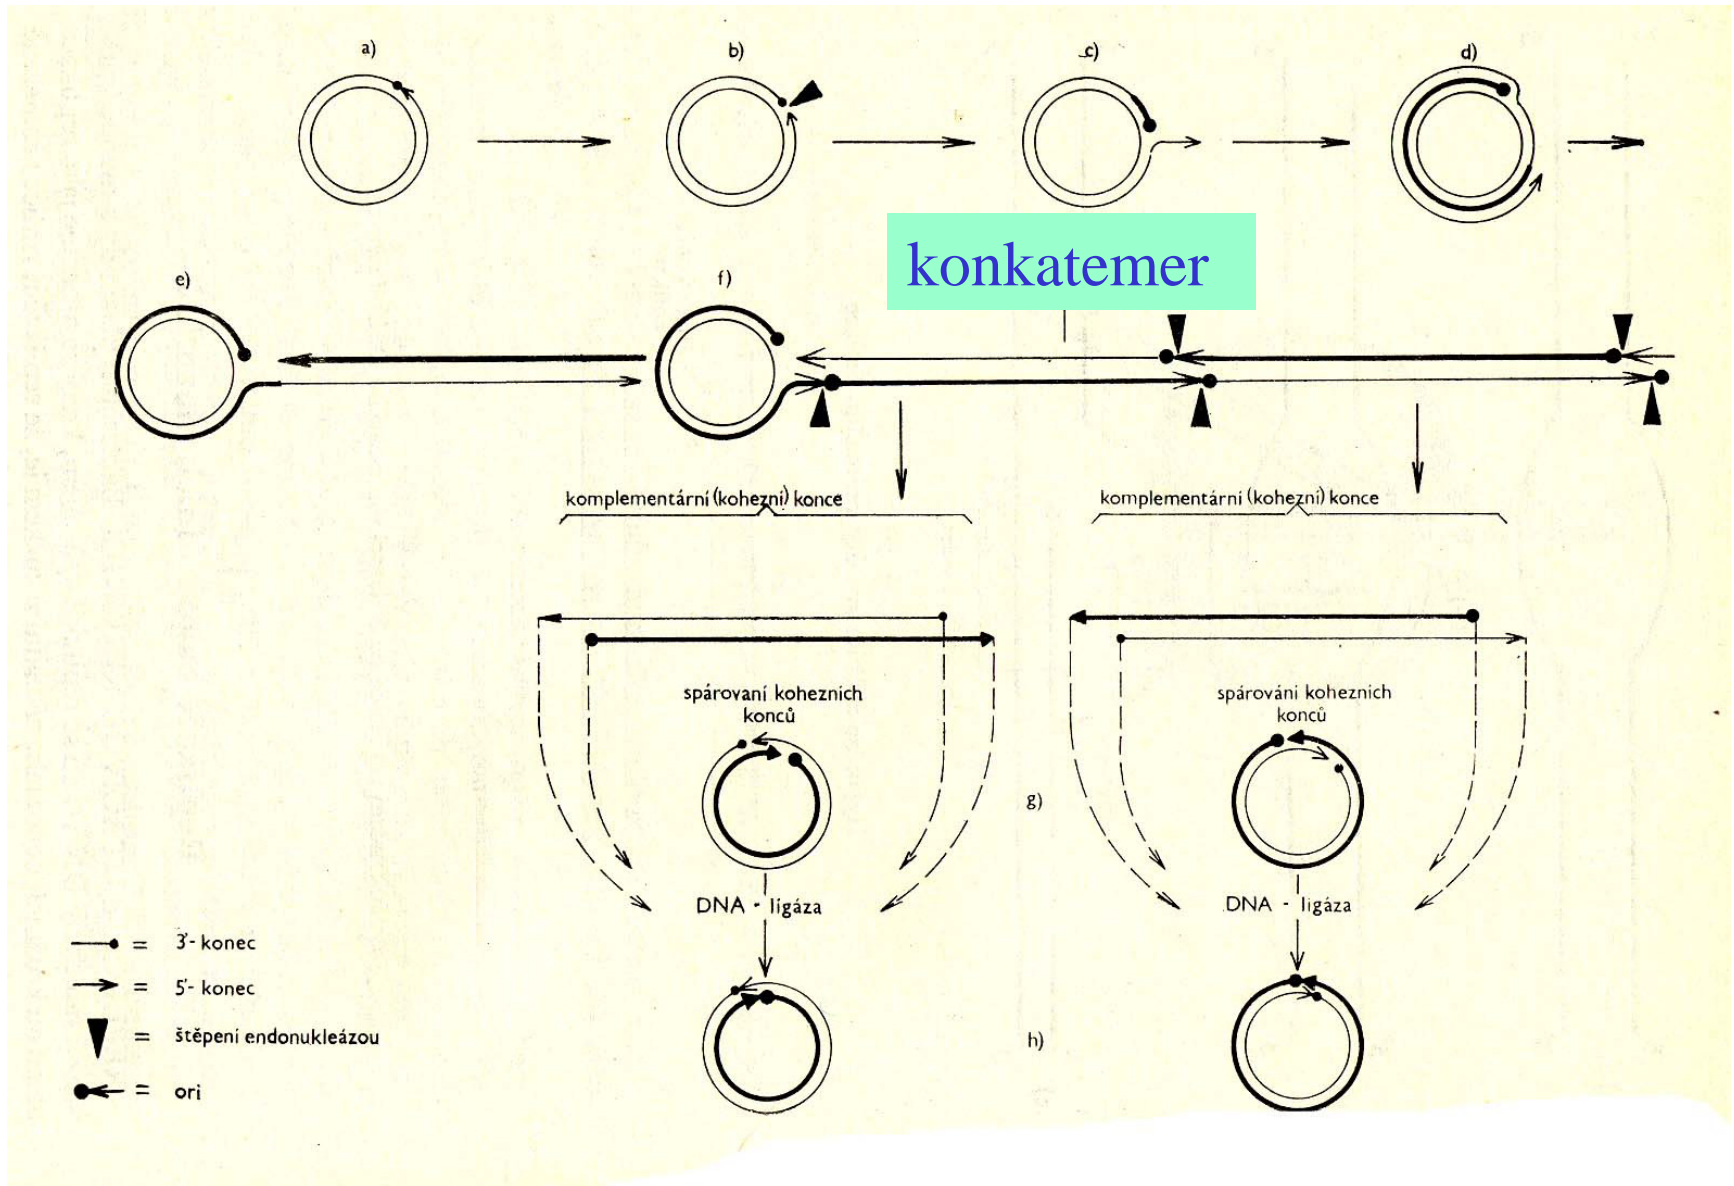 a)
b)
c)
d)
konkatemer
e)
f)
komplementární (kohezní) konce
komplementární (kohezní) konce
spárovaní kohezních
konců
spárování kohezních
konců
g)
DNA - lígáza
DNA - ligáza
= 3'- konec
= 5'- konec
= štěpení endonukleázou
= ori
h)